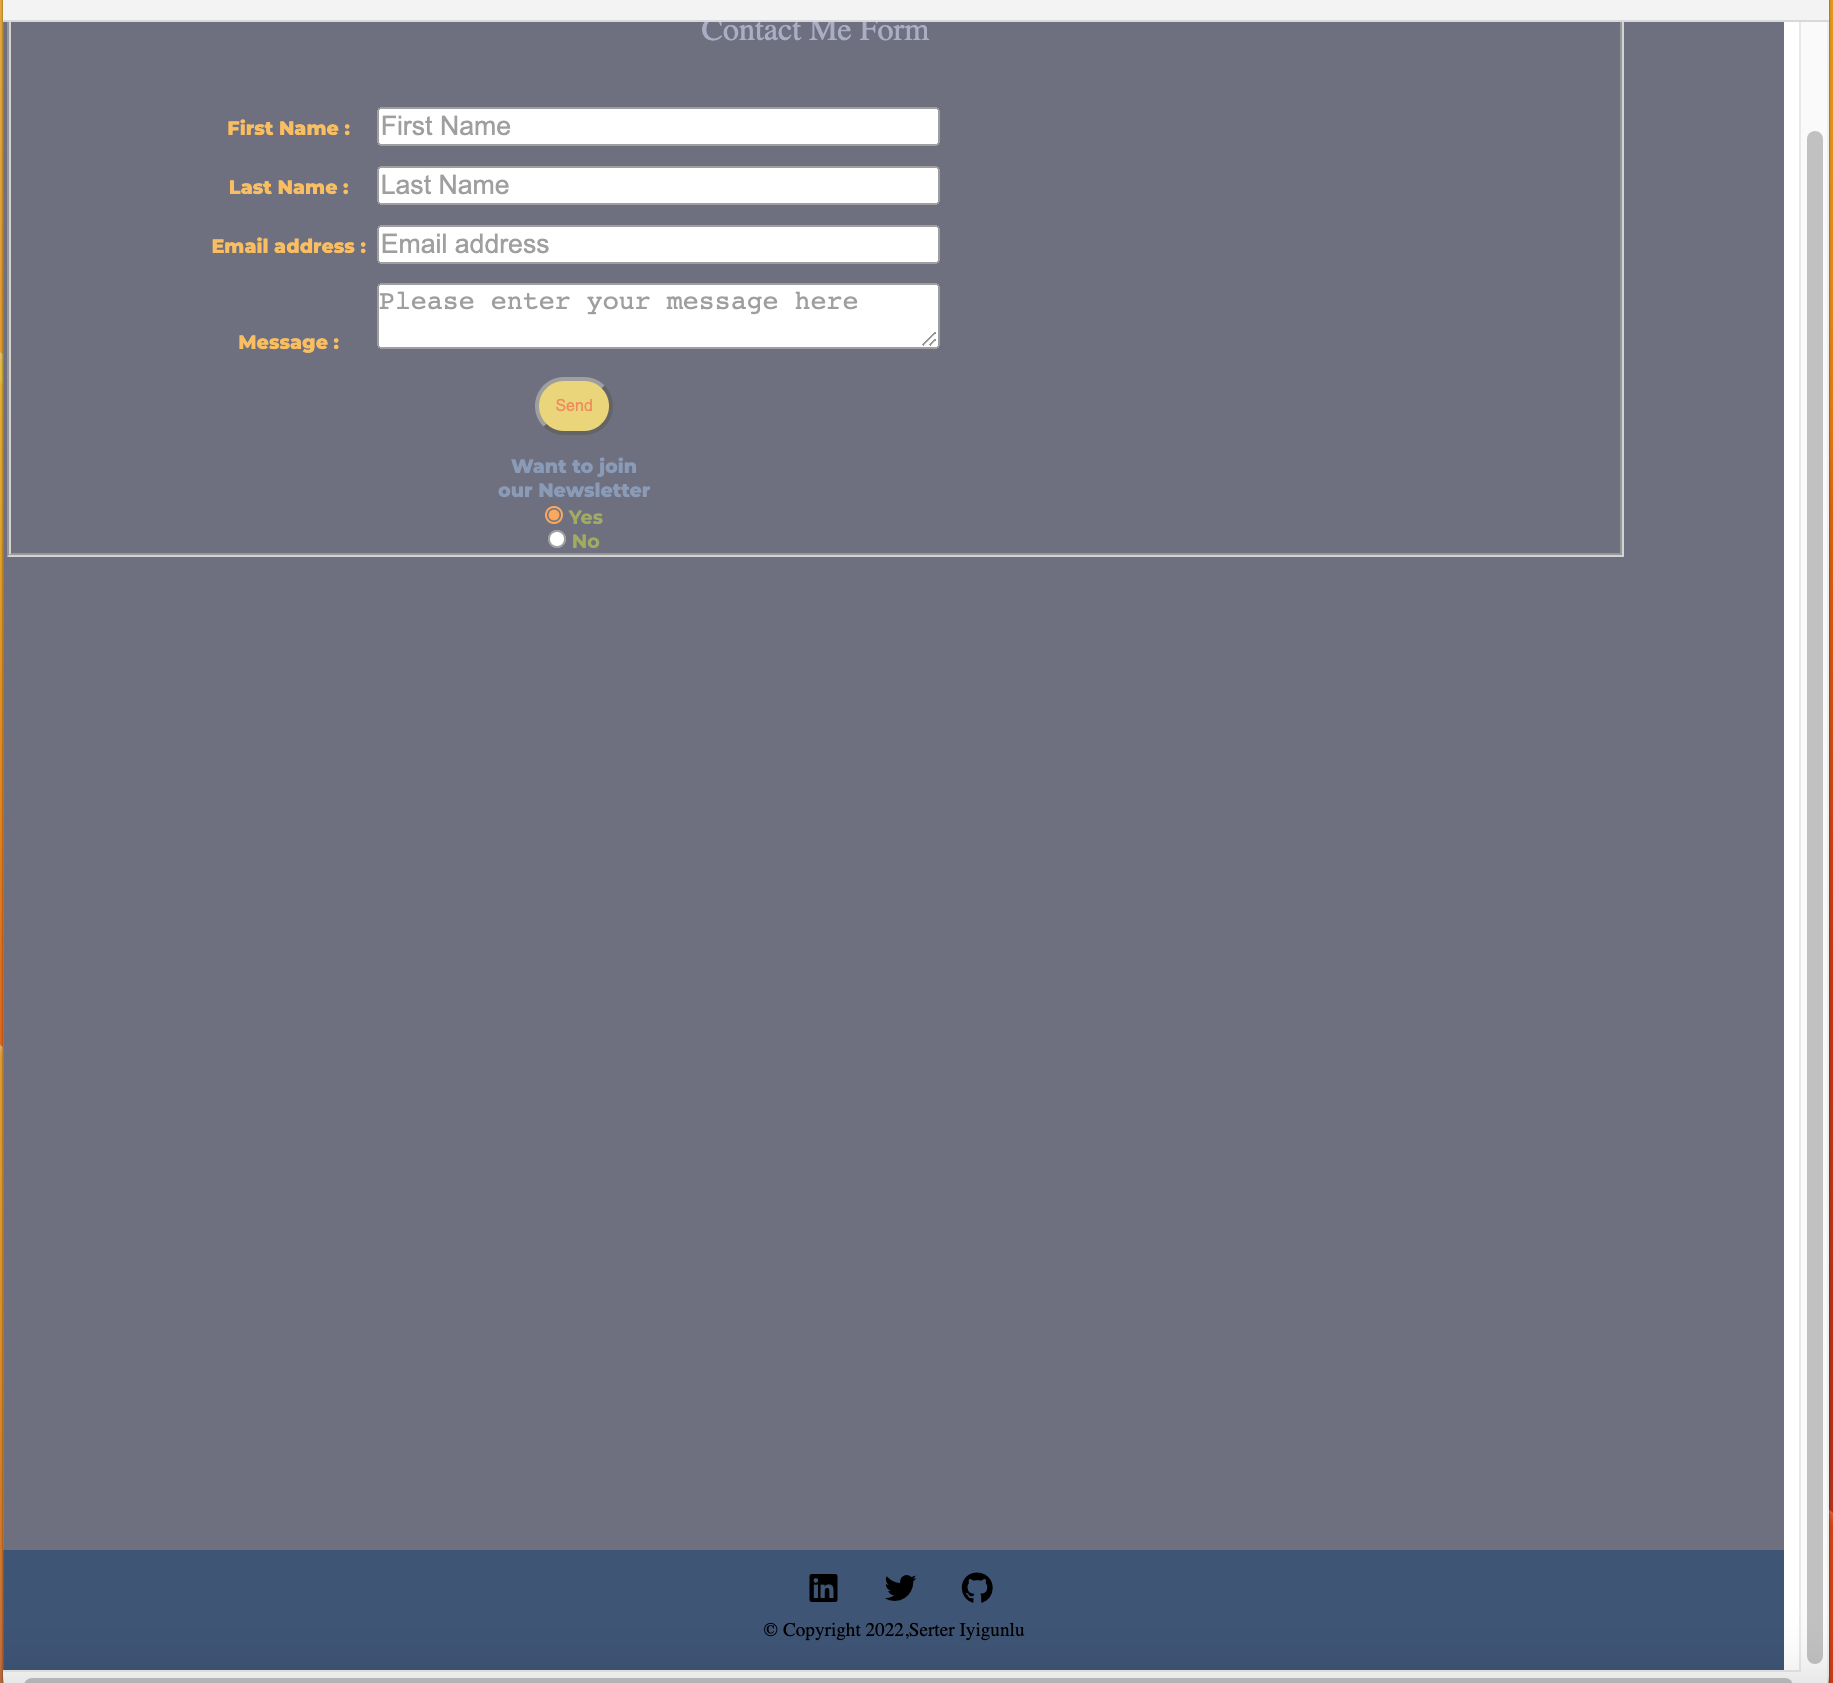 Contact Me Form
First Name :
First Name
Last Name :
Last Name
Email address :
Email address
Please enter your message here
Message :
Send
Want to join
our Newsletter
Yes
No
in
© Copyright 2022,Serter Iyigunlu